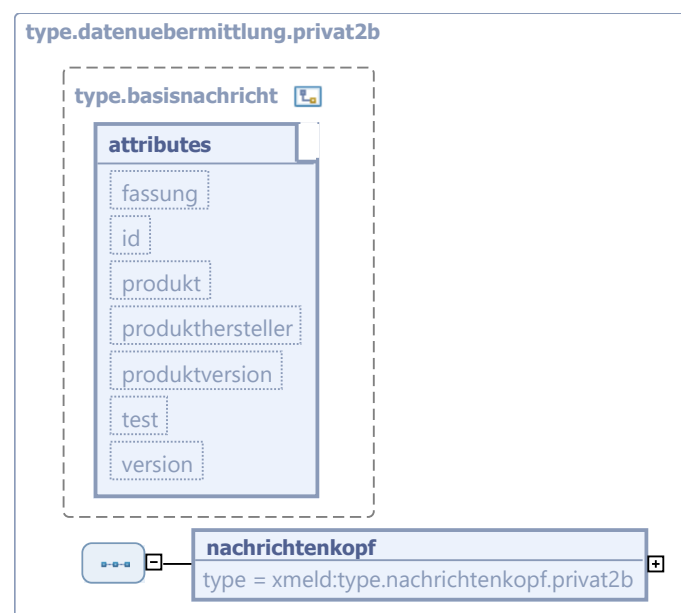 type.datenuebermittlung.privat2b
type.basisnachricht
attributes
fassung
id
produkt
produkthersteller
produktversion
test
version
nachrichtenkopf
type = xmeld:type.nachrichtenkopf.privat2b